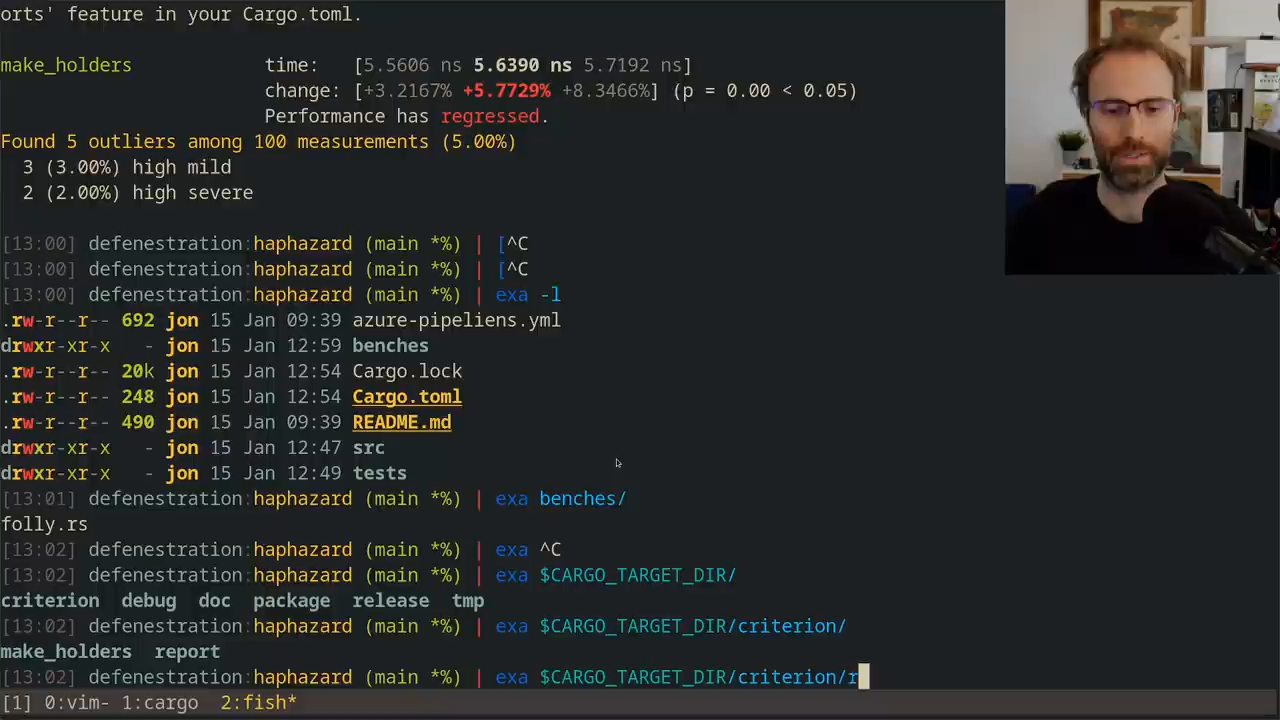 orts' feature in your Cargo.toml.
make_holders time: [5.5606 ns 5.6390 ns 5.7192 ns]
change: [+3.2167% +5.7729% +8.3466%] (p = 0.00 < 0.05)
Performance has regressed.
Found 5 outliers among 100 measurements (5.00%)
3 (3.00%) high mild
2 (2.00%) high severe
[13:00] defenestration:haphazard (main *%) | [^C
[13:00] defenestration:haphazard (main *%) | [^C
[13:00] defenestration:haphazard (main *%) | exa -l
.rw-r--r-- 692 jon 15 Jan 09:39 azure-pipeliens.yml
drwxr-xr-x - jon 15 Jan 12:59 benches
.rw-r--r-- 20k jon 15 Jan 12:54 Cargo.lock
.rw-r--r-- 248 jon 15 Jan 12:54 Cargo.toml
.rw-r--r-- 490 jon 15 Jan 09:39 README.md
drwxr-xr-x - jon 15 Jan 12:47 src
drwxr-xr-x - jon 15 Jan 12:49 tests
[13:01] defenestration:haphazard (main *%) | exa benches/
folly.rs
[13:02] defenestration:haphazard (main *%) | exa ^C
[13:02] defenestration:haphazard (main *%) | exa $CARGO_TARGET_DIR/
criterion debug doc package release tmp
[13:02] defenestration:haphazard (main *%) | exa $CARGO_TARGET_DIR/criterion/
make_holders report
[13:02] defenestration:haphazard (main *%) | exa $CARGO_TARGET_DIR/criterion/r
[1] 0:vim- 1:cargo 2:fish*